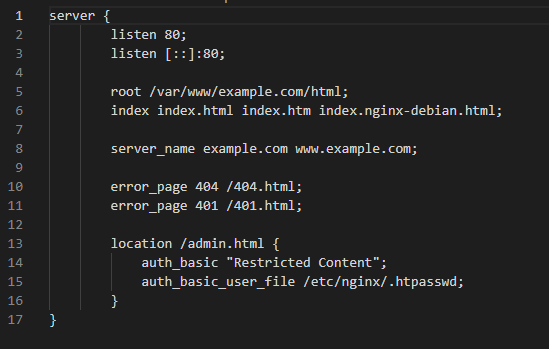 1 server {
2 listen 80;
3 listen [::]:80;
4
5 root /var/www/example.com/html;
6 index index.html index.htm index.nginx-debian.html;
7
8 server_name example.com www.example.com;
9
10 error_page 404 /404.html;
11 error_page 401 /401.html;
12
13 location /admin.html {
14 auth_basic "Restricted Content";
15 auth_basic_user_file /etc/nginx/.htpasswd;
16 }
17 }